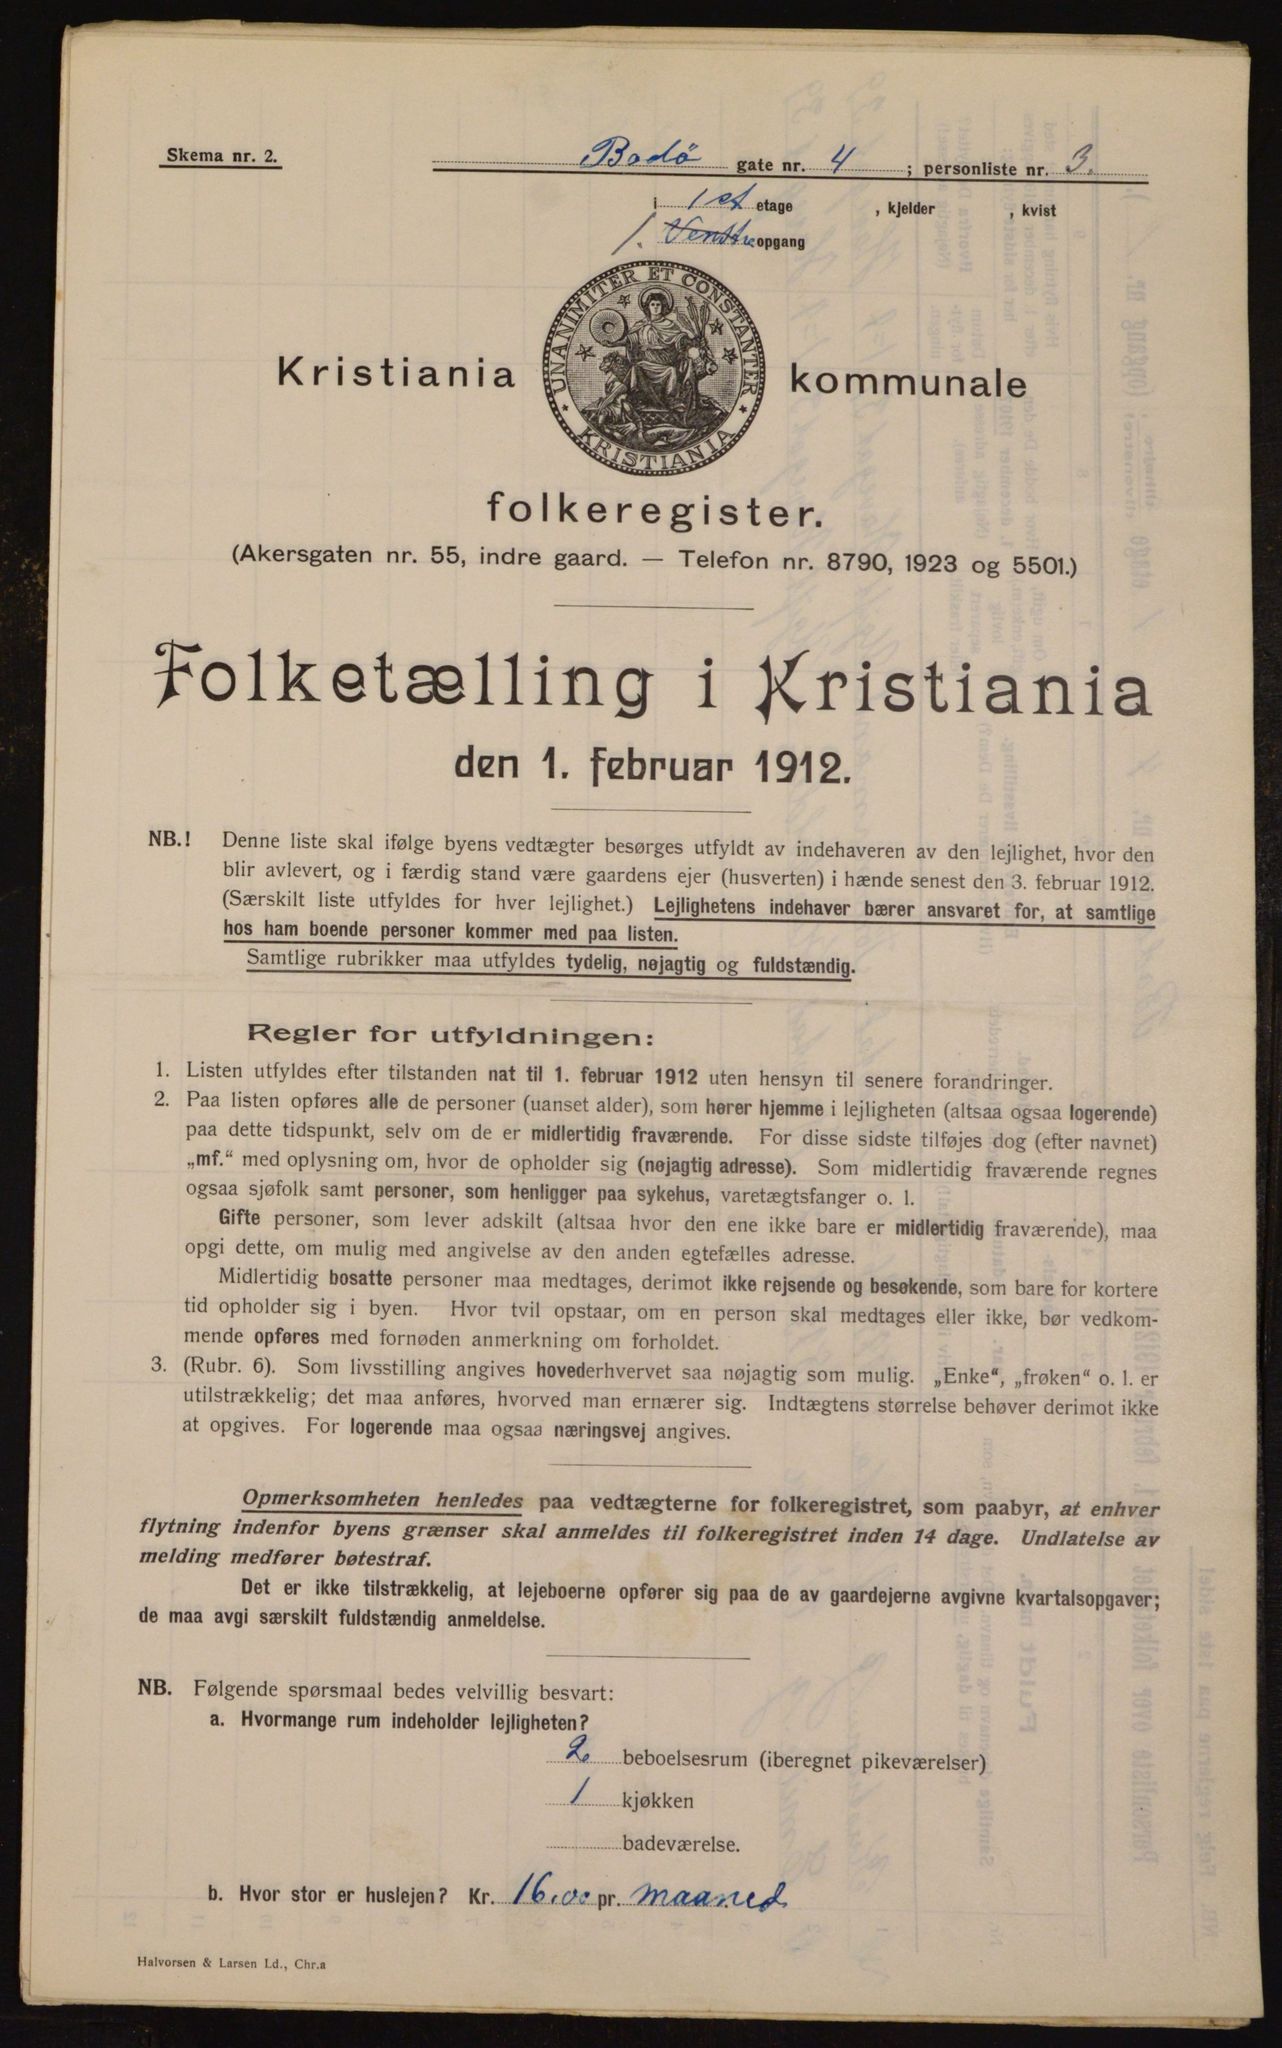 Skema nr. 2.
Bodö gate nr. 4 ; personliste nr. 3.
i 1 et etage , kjelder , kvist
1. Venstre opgang
UNANIMITER ET CONSTANTER
KRISTIANIA
Kristiania kommunale
folkeregister.
(Akersgaten nr. 55, indre gaard. — Telefon nr. 8790, 1923 og 5501.)
Folketælling i Kristiania
den 1. februar 1912.
NB.! Denne liste skal ifølge byens vedtægter besørges utfyldt av indehaveren av den lejlighet, hvor den
blir avlevert, og i færdig stand være gaardens ejer (husverten) i hænde senest den 3. februar 1912.
(Særskilt liste utfyldes for hver lejlighet.) Lejlighetens indehaver bærer ansvaret for, at samtlige
hos ham boende personer kommer med paa listen.
Samtlige rubrikker maa utfyldes tydelig, nøjagtig og fuldstændig.
Regler for utfyldningen:
1. Listen utfyldes efter tilstanden nat til 1. februar 1912 uten hensyn til senere forandringer.
2. Paa listen opføres alle de personer (uanset alder), som hører hjemme i lejligheten (altsaa ogsaa logerende)
paa dette tidspunkt, selv om de er midlertidig fraværende. For disse sidste tilføjes dog (efter navnet)
„mf.“ med oplysning om, hvor de opholder sig (nøjagtig adresse). Som midlertidig fraværende regnes
ogsaa sjøfolk samt personer, som henligger paa sykehus, varetægtsfanger o. l.
Gifte personer, som lever adskilt (altsaa hvor den ene ikke bare er midlertidig fraværende), maa
opgi dette, om mulig med angivelse av den anden egtefælles adresse.
Midlertidig bosatte personer maa medtages, derimot ikke rejsende og besøkende, som bare for kortere
tid opholder sig i byen. Hvor tvil opstaar, om en person skal medtages eller ikke, bør vedkom-
mende opføres med fornøden anmerkning om forholdet.
3. (Rubr. 6). Som livsstilling angives hovederhvervet saa nøjagtig som mulig. „Enke“, „frøken“ o. l. er
utilstrækkelig; det maa anføres, hvorved man ernærer sig. Indtægtens størrelse behøver derimot ikke
at opgives. For logerende maa ogsaa næringsvej angives.
Opmerksomheten henledes paa vedtægterne for folkeregistret, som paabyr, at enhver
flytning indenfor byens grænser skal anmeldes til folkeregistret inden 14 dage. Undlatelse av
melding medfører bøtestraf.
Det er ikke tilstrækkelig, at lejeboerne opfører sig paa de av gaardejerne avgivne kvartalsopgaver;
de maa avgi særskilt fuldstændig anmeldelse.
NB. Følgende spørsmaal bedes velvillig besvart:
a. Hvormange rum indeholder lejligheten?
2 beboelsesrum (iberegnet pikeværelser)
1 kjøkken
badeværelse.
b. Hvor stor er huslejen? Kr. 16.00 pr. maaned
Halvorsen & Larsen Ld., Chr.a